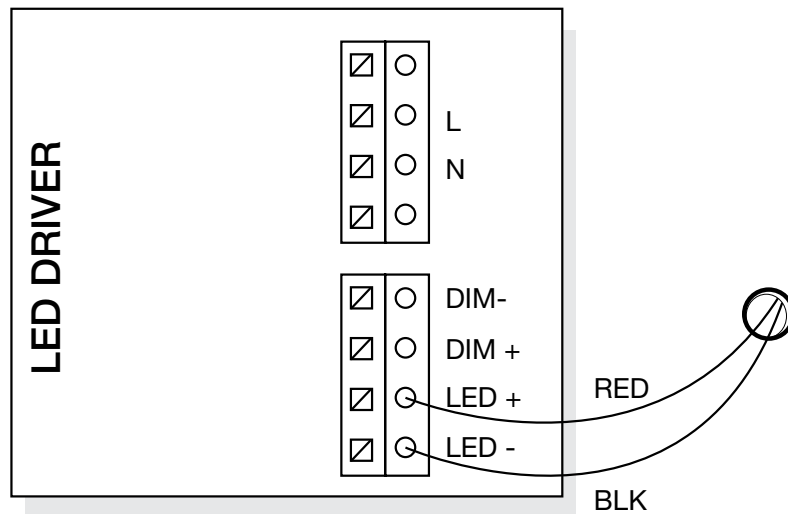 LED DRIVER
L
N
DIM-
DIM +
LED +
LED -
RED
BLK